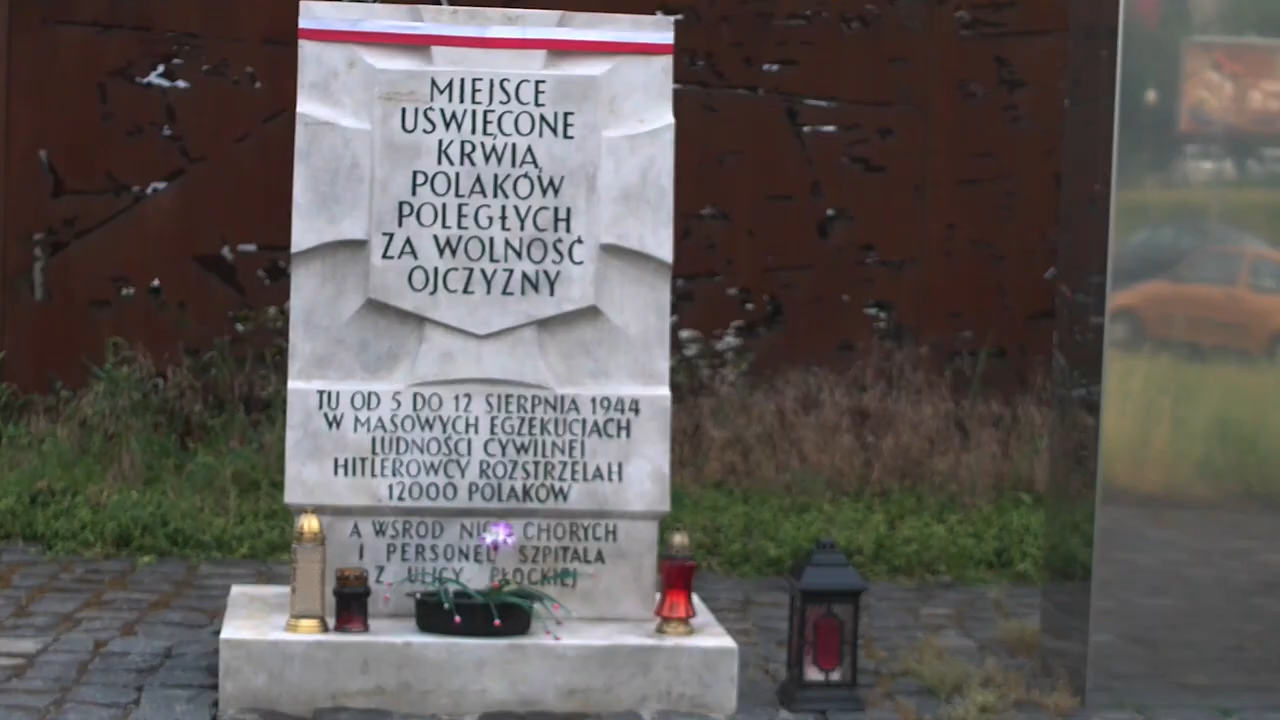 MIEJSCE
UŚWIĘCONE
KRWIĄ
POLAKÓW
POLEGŁYCH
ZA WOLNOŚĆ
OJCZYZNY
TU OD 5 DO 12 SIERPNIA 1944
W MASOWYCH EGZEKUCJACH
LUDNOŚCI CYWILNEJ
HITLEROWCY ROZSTRZELALI
12000 POLAKÓW
A WŚRÓD CHORYCH
I PERSONEL SZPITALA
Z ULICY PŁOCKIEJ